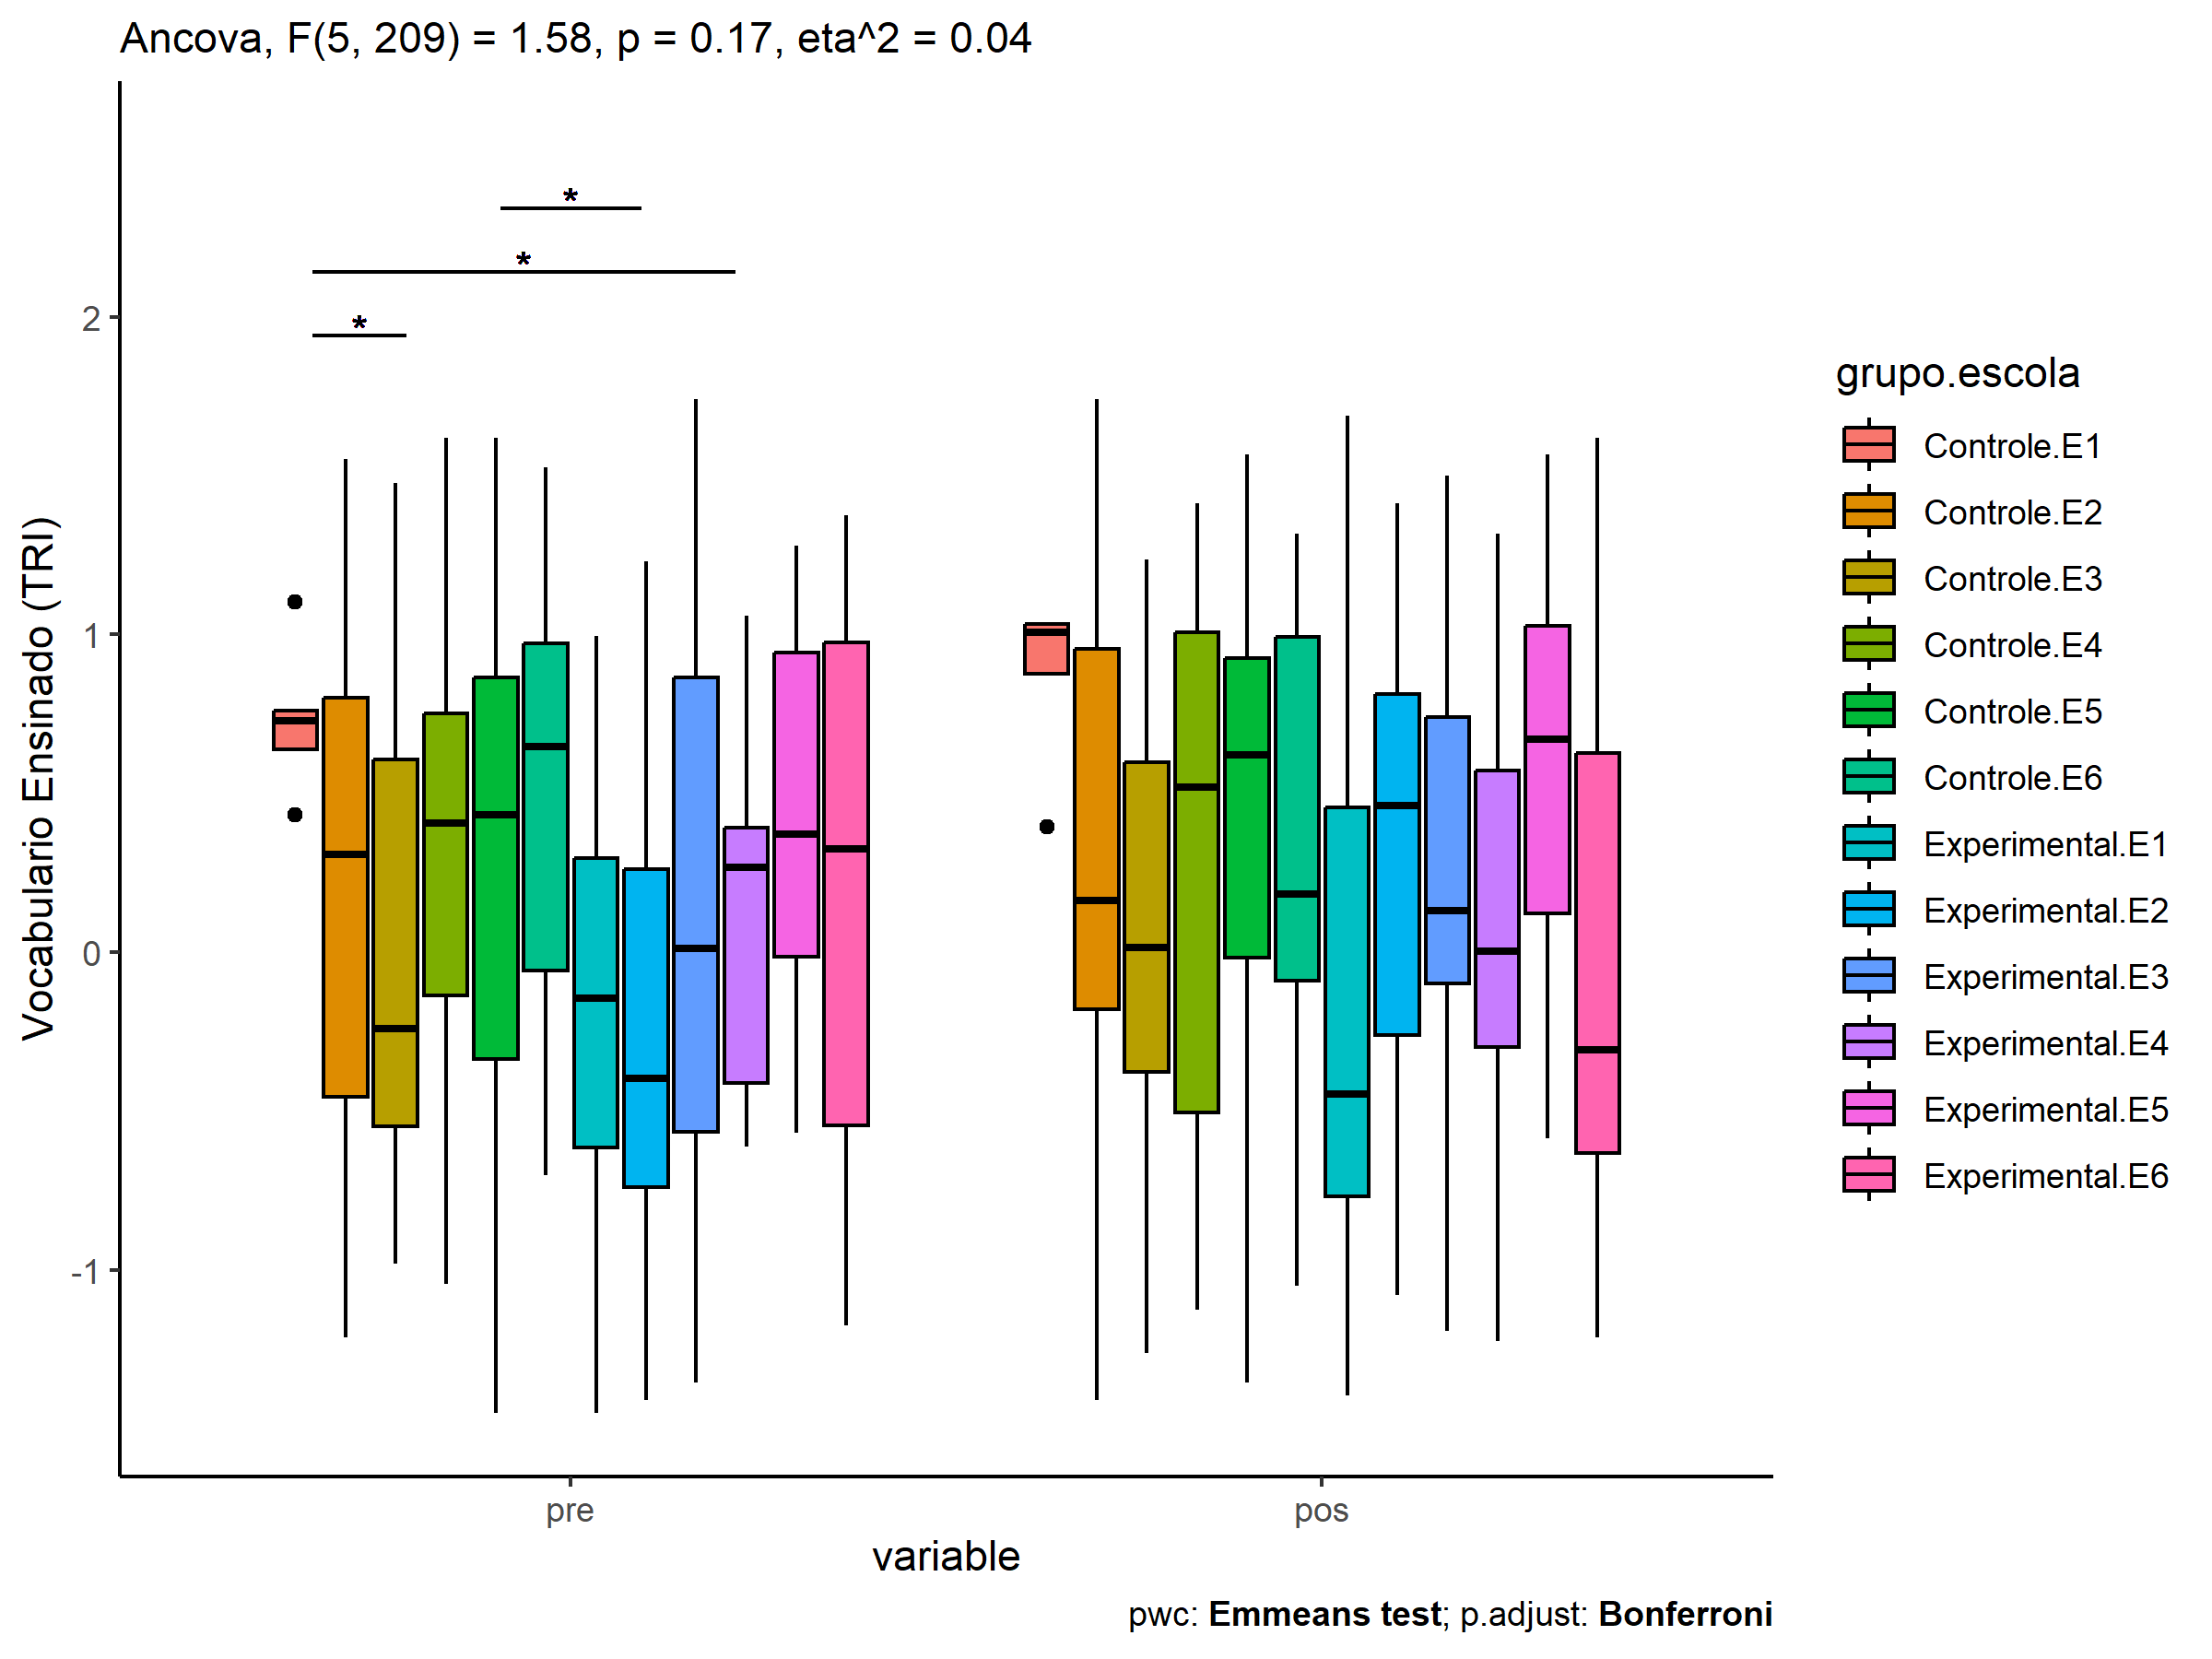 Ancova, F(5, 209) = 1.58, p = 0.17, eta^2 = 0.04
*
*
*
Vocabulario Ensinado (TRI)
2
1
0
-1
pre
pos
variable
grupo.escola
Controle.E1
Controle.E2
Controle.E3
Controle.E4
Controle.E5
Controle.E6
Experimental.E1
Experimental.E2
Experimental.E3
Experimental.E4
Experimental.E5
Experimental.E6
pwc: Emmeans test; p.adjust: Bonferroni